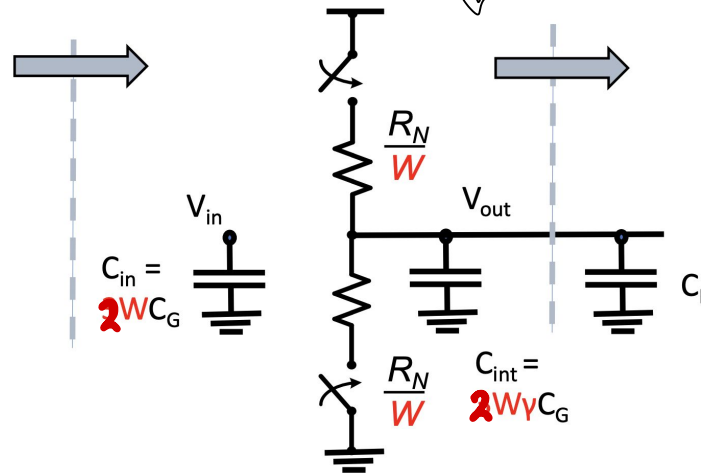 R_N
W
V_in
V_out
C_in =
2WC_G
C
R_N
W
C_int =
2WγC_G